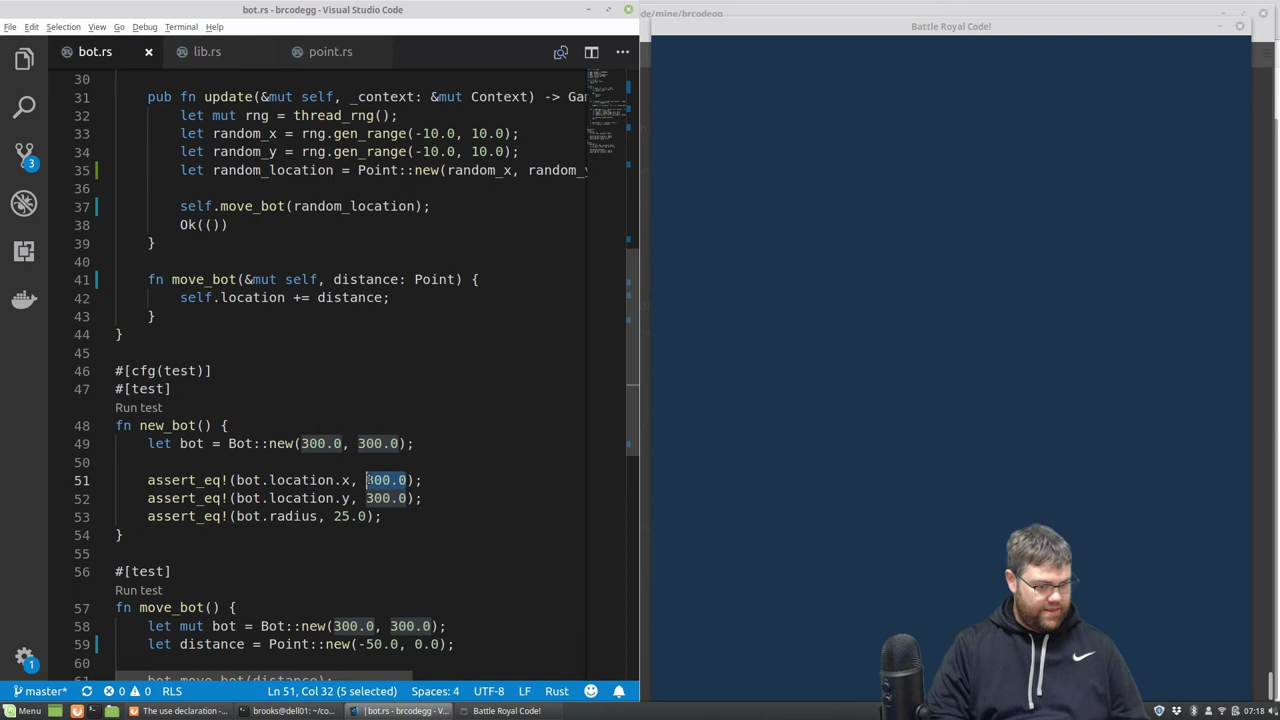 bot.rs - brcodegg - Visual Studio Code
de/mine/brcodegg
File Edit Selection View Go Debug Terminal
Battle Royal Code!
bot.rs × lib.rs point.rs
30
31 pub fn update(&mut self, _context: &mut Context) -> Gam
32 let mut rng = thread_rng();
33 let random_x = rng.gen_range(-10.0, 10.0);
34 let random_y = rng.gen_range(-10.0, 10.0);
35 let random_location = Point::new(random_x, random_y
36
37 self.move_bot(random_location);
38 Ok(())
39 }
40
41 fn move_bot(&mut self, distance: Point) {
42 self.location += distance;
43 }
44 }
45
46 #[cfg(test)]
47 #[test]
Run test
48 fn new_bot() {
49 let bot = Bot::new(300.0, 300.0);
50
51 assert_eq!(bot.location.x, 300.0);
52 assert_eq!(bot.location.y, 300.0);
53 assert_eq!(bot.radius, 25.0);
54 }
55
56 #[test]
Run test
57 fn move_bot() {
58 let mut bot = Bot::new(300.0, 300.0);
59 let distance = Point::new(-50.0, 0.0);
60
bot.move_bot(distance);
3
1
master* 0 0 RLS Ln 51, Col 32 (5 selected) Spaces: 4 UTF-8 LF Rust
Menu The use declaration -... brooks@dell01: ~/co... bot.rs - brcodegg - V... Battle Royal Code! 07:18